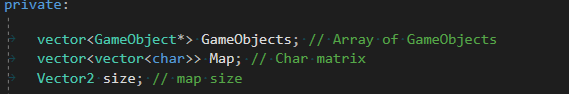 private:
vector<GameObject*> GameObjects; // Array of GameObjects
vector<vector<char>> Map; // Char matrix
Vector2 size; // map size